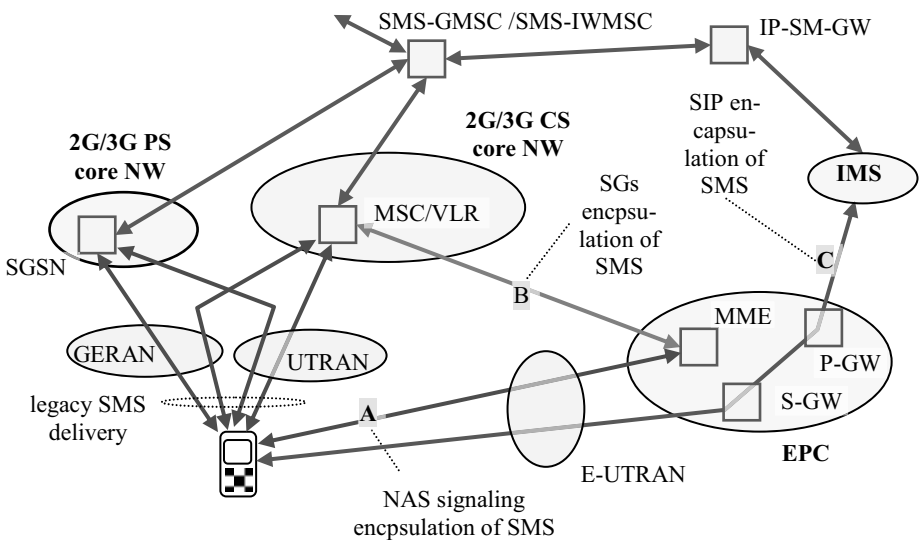 SMS-GMSC /SMS-IWMSC
IP-SM-GW
SIP en-
capsu-
lation of
SMS
2G/3G PS
core NW
2G/3G CS
core NW
IMS
SGs
encpsu-
lation of
SMS
MSC/VLR
SGSN
C
B
MME
P-GW
S-GW
EPC
GERAN
UTRAN
legacy SMS
delivery
A
E-UTRAN
NAS signaling
encpsulation of SMS